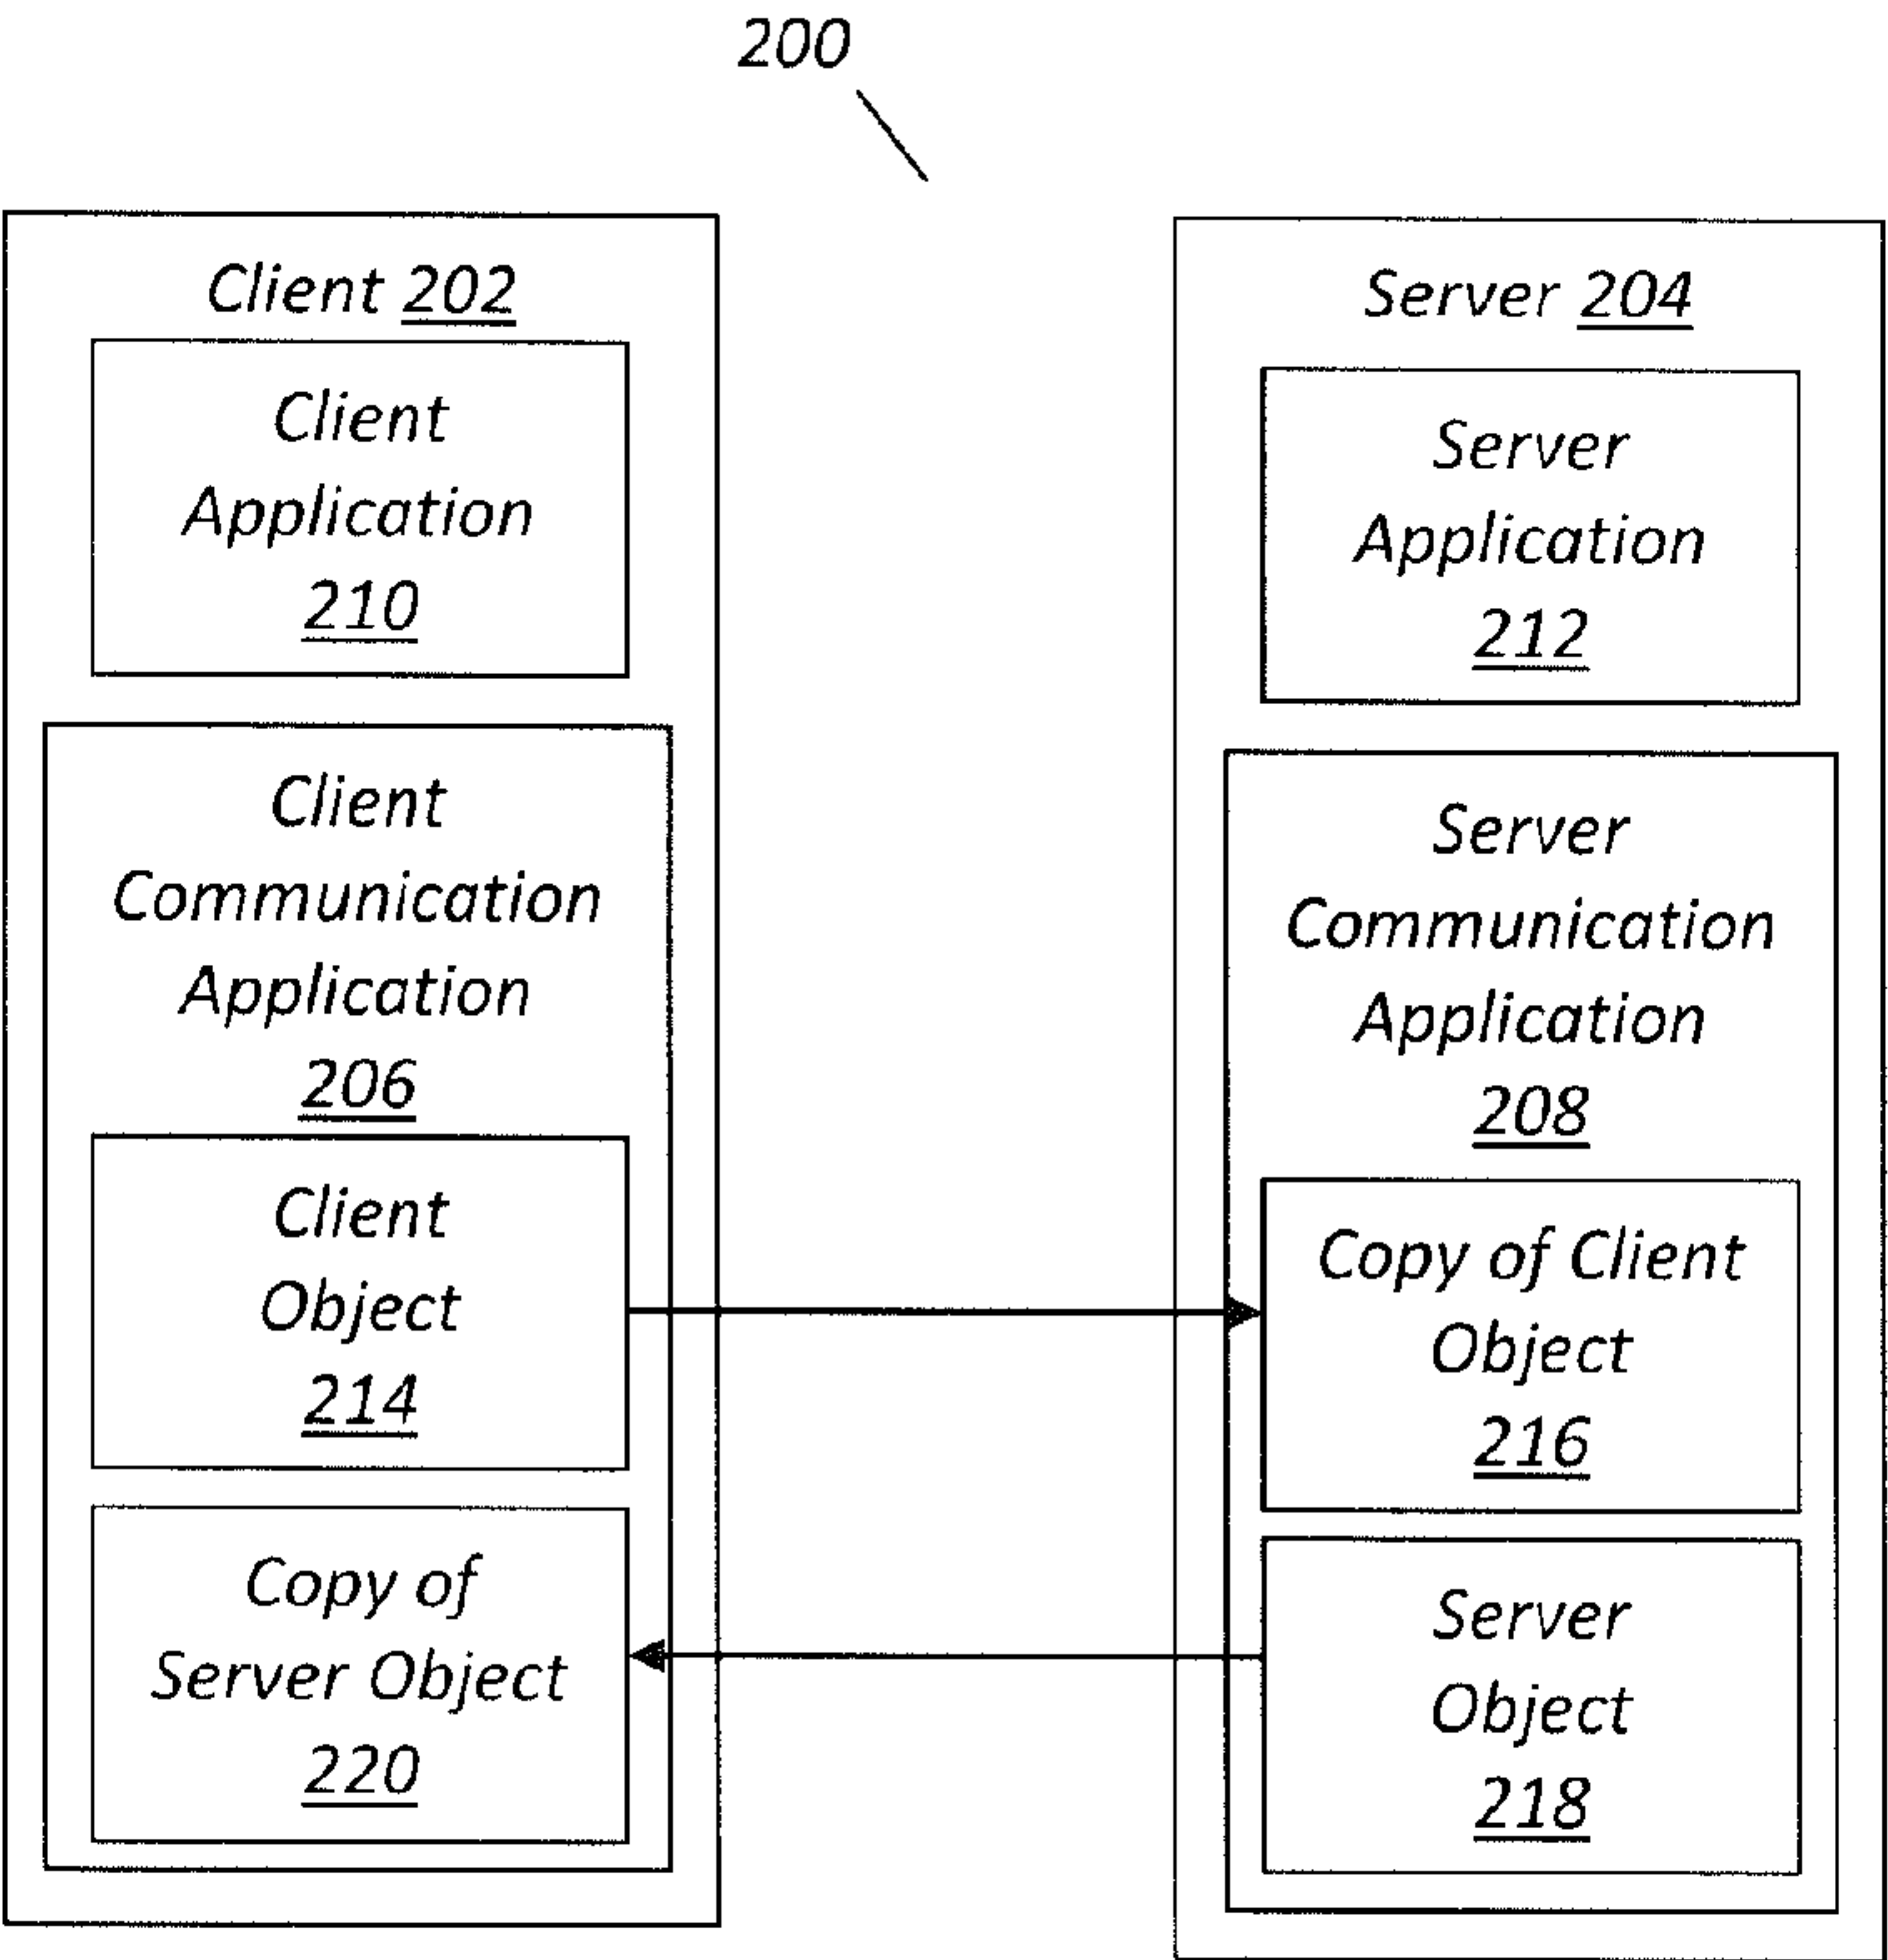 200
Client 202
Client
Application
210
Client
Communication
Application
206
Client
Object
214
Copy of
Server Object
220
Server 204
Server
Application
212
Server
Communication
Application
208
Copy of Client
Object
216
Server
Object
218